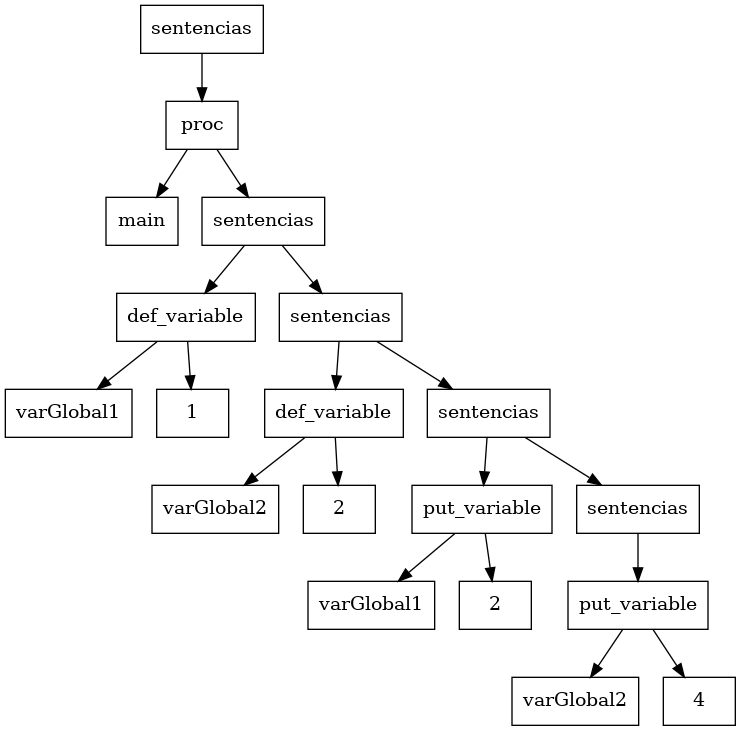 sentencias
proc
main
sentencias
def_variable
sentencias
varGlobal1
1
def_variable
sentencias
varGlobal2
2
put_variable
sentencias
varGlobal1
2
put_variable
varGlobal2
4